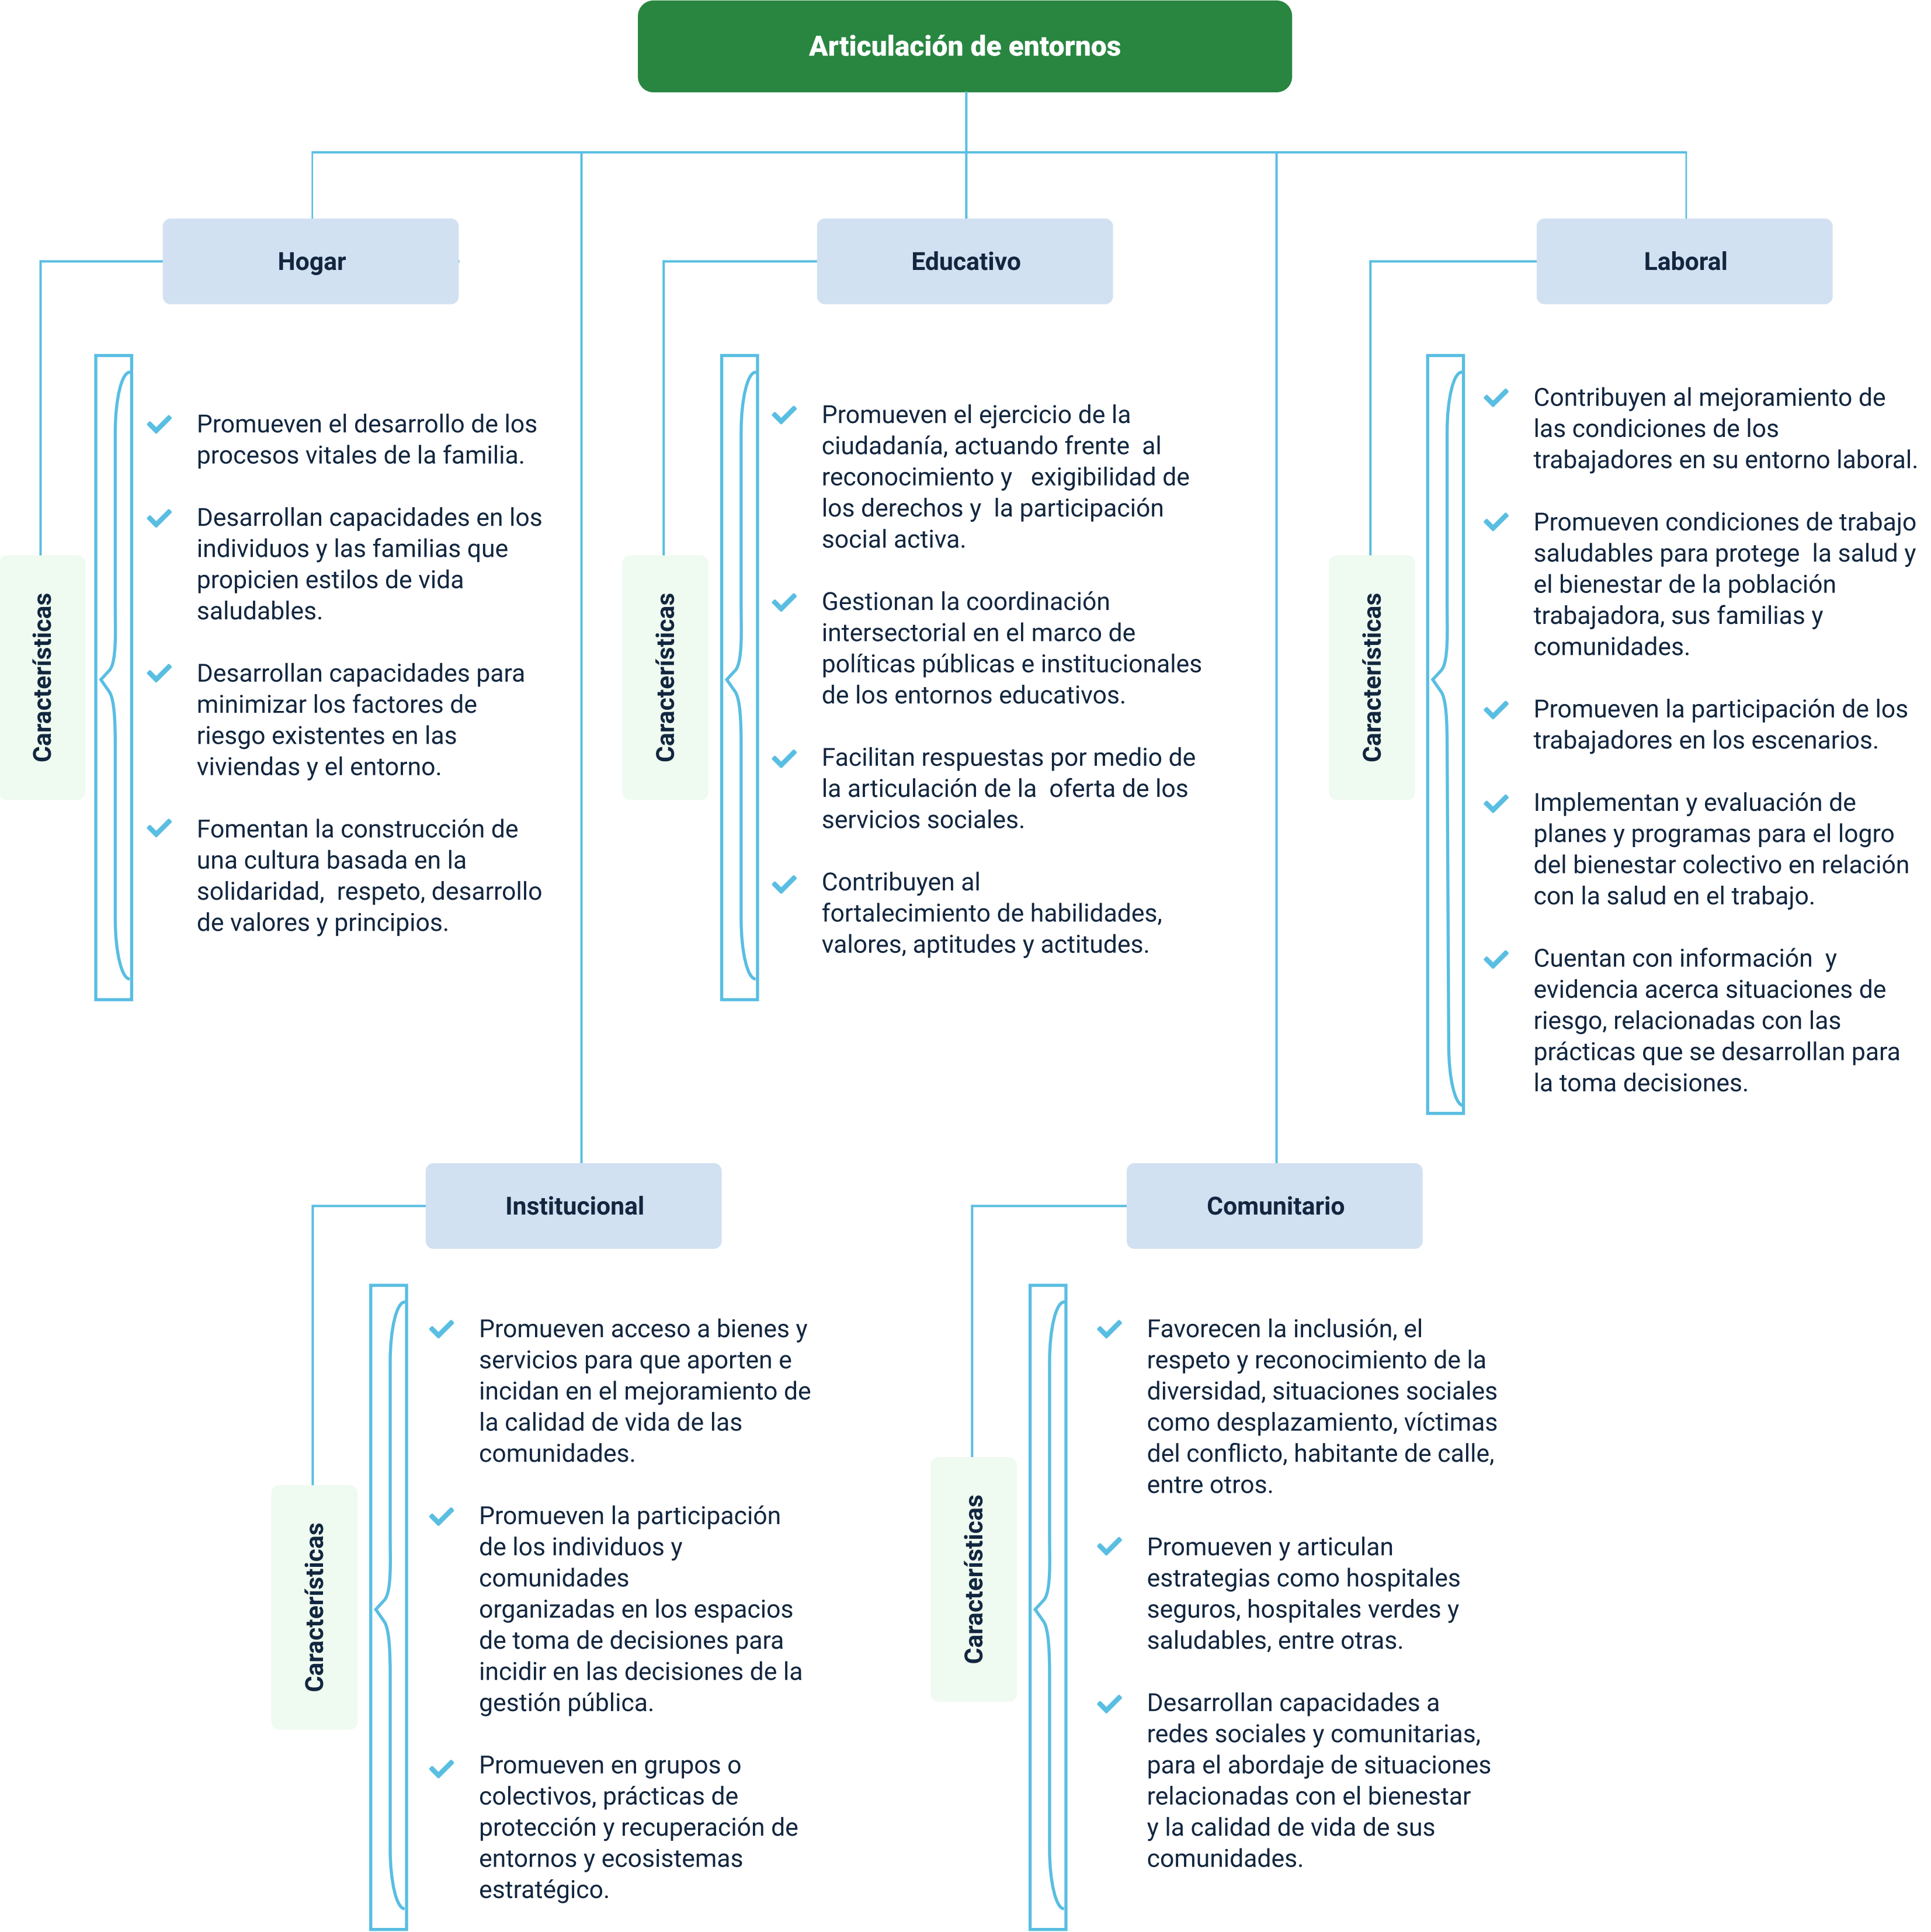 Articulación de entornos
Hogar
Características
Promueven el desarrollo de los
procesos vitales de la familia.
Desarrollan capacidades en los
individuos y las familias que
propicien estilos de vida
saludables.
Desarrollan capacidades para
minimizar los factores de
riesgo existentes en las
viviendas y el entorno.
Fomentan la construcción de
una cultura basada en la
solidaridad, respeto, desarrollo
de valores y principios.
Educativo
Características
Promueven el ejercicio de la
ciudadanía, actuando frente al
reconocimiento y exigibilidad de
los derechos y la participación
social activa.
Gestionan la coordinación
intersectorial en el marco de
políticas públicas e institucionales
de los entornos educativos.
Facilitan respuestas por medio de
la articulación de la oferta de los
servicios sociales.
Contribuyen al
fortalecimiento de habilidades,
valores, aptitudes y actitudes.
Laboral
Características
Contribuyen al mejoramiento de
las condiciones de los
trabajadores en su entorno laboral.
Promueven condiciones de trabajo
saludables para protege la salud y
el bienestar de la población
trabajadora, sus familias y
comunidades.
Promueven la participación de los
trabajadores en los escenarios.
Implementan y evaluación de
planes y programas para el logro
del bienestar colectivo en relación
con la salud en el trabajo.
Cuentan con información y
evidencia acerca situaciones de
riesgo, relacionadas con las
prácticas que se desarrollan para
la toma decisiones.
Institucional
Características
Promueven acceso a bienes y
servicios para que aporten e
incidan en el mejoramiento de
la calidad de vida de las
comunidades.
Promueven la participación
de los individuos y
comunidades
organizadas en los espacios
de toma de decisiones para
incidir en las decisiones de la
gestión pública.
Promueven en grupos o
colectivos, prácticas de
protección y recuperación de
entornos y ecosistemas
estratégico.
Comunitario
Características
Favorecen la inclusión, el
respeto y reconocimiento de la
diversidad, situaciones sociales
como desplazamiento, víctimas
del conflicto, habitante de calle,
entre otros.
Promueven y articulan
estrategias como hospitales
seguros, hospitales verdes y
saludables, entre otras.
Desarrollan capacidades a
redes sociales y comunitarias,
para el abordaje de situaciones
relacionadas con el bienestar
y la calidad de vida de sus
comunidades.